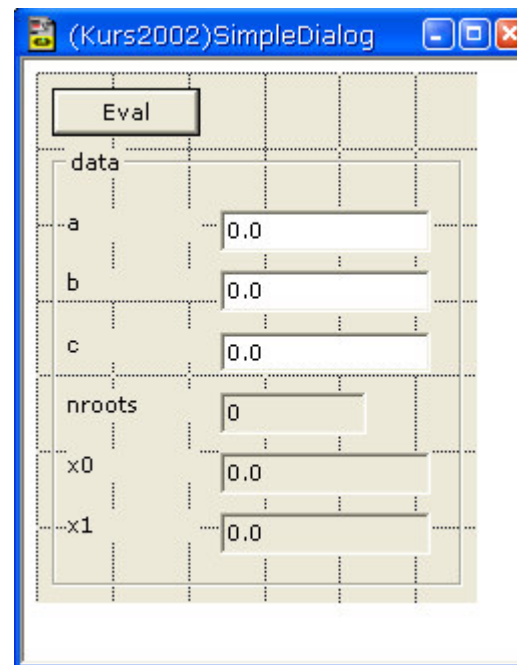 (Kurs2002)SimpleDialog
Eval
data
a 0.0
b 0.0
c 0.0
nroots 0
x0 0.0
x1 0.0